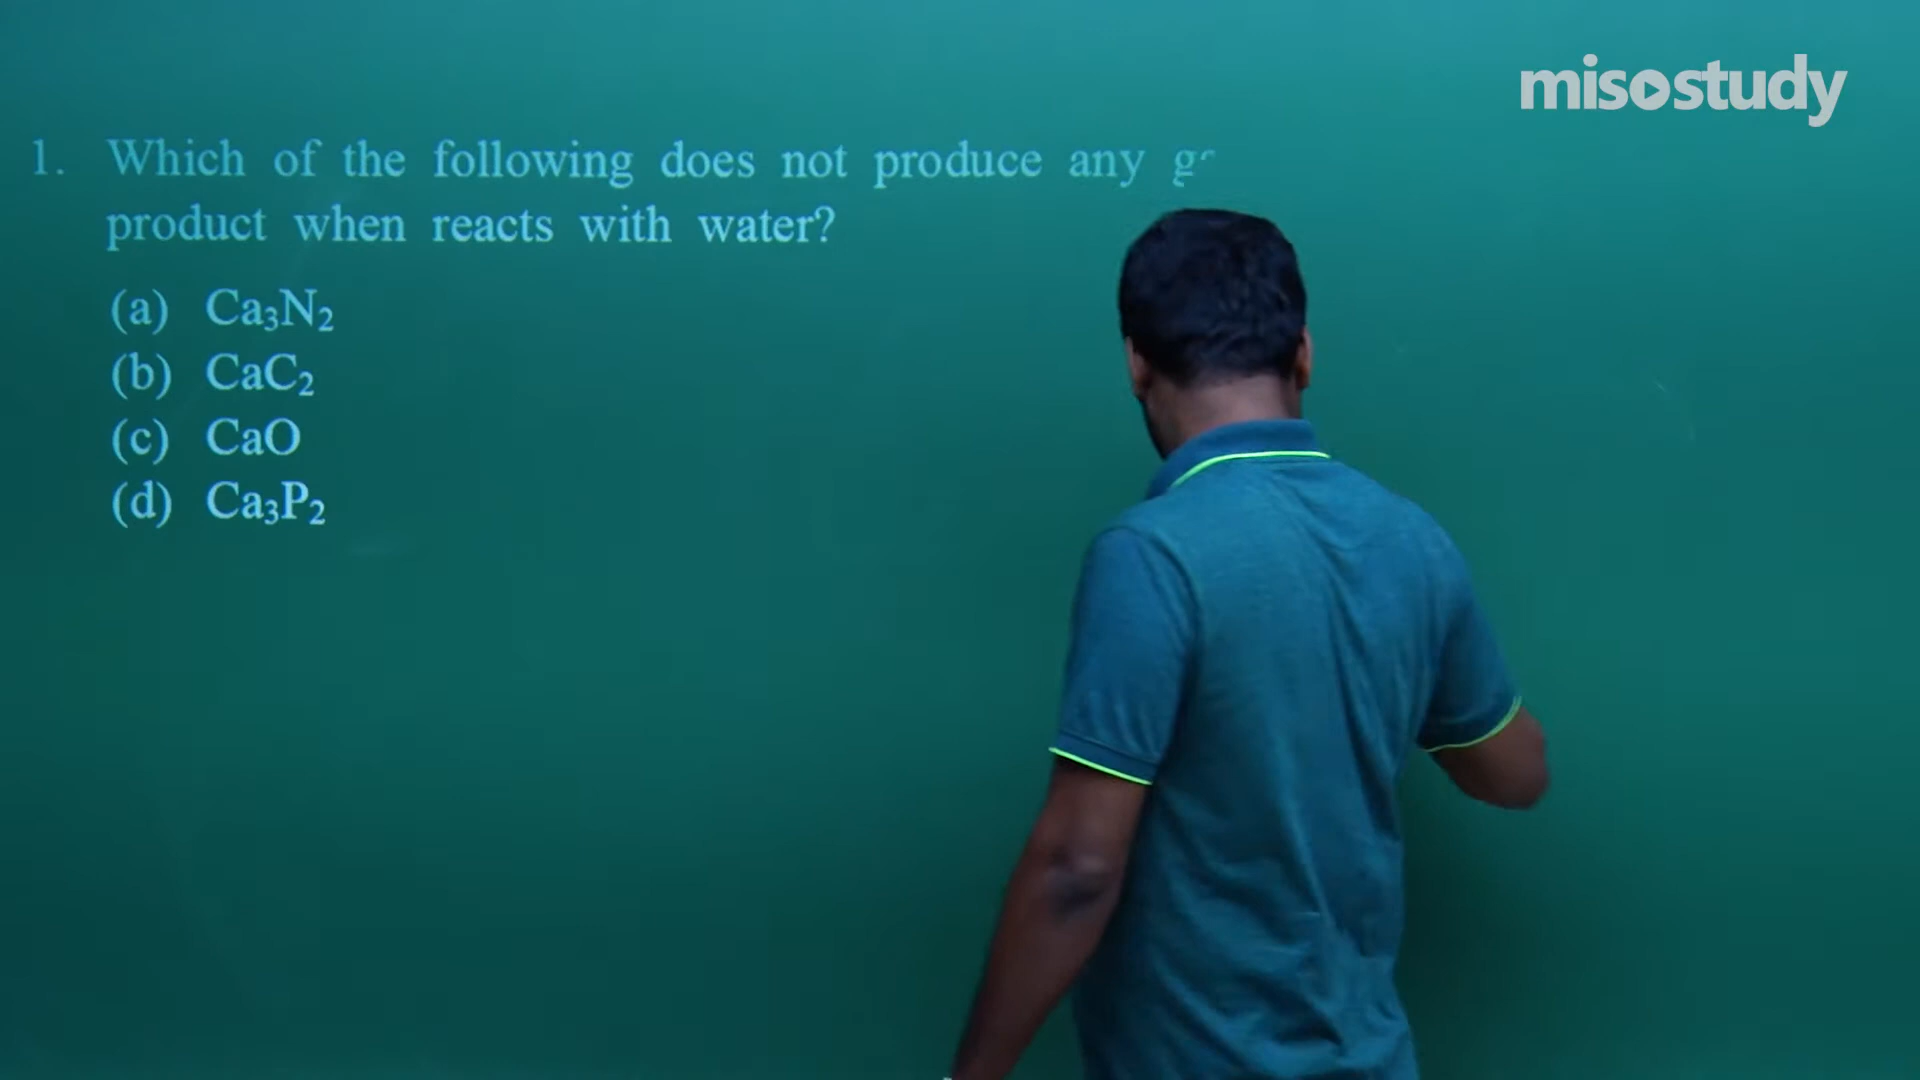 misostudy
1. Which of the following does not produce any
product when reacts with water?
(a) Ca₃N₂
(b) CaC₂
(c) CaO
(d) Ca₃P₂